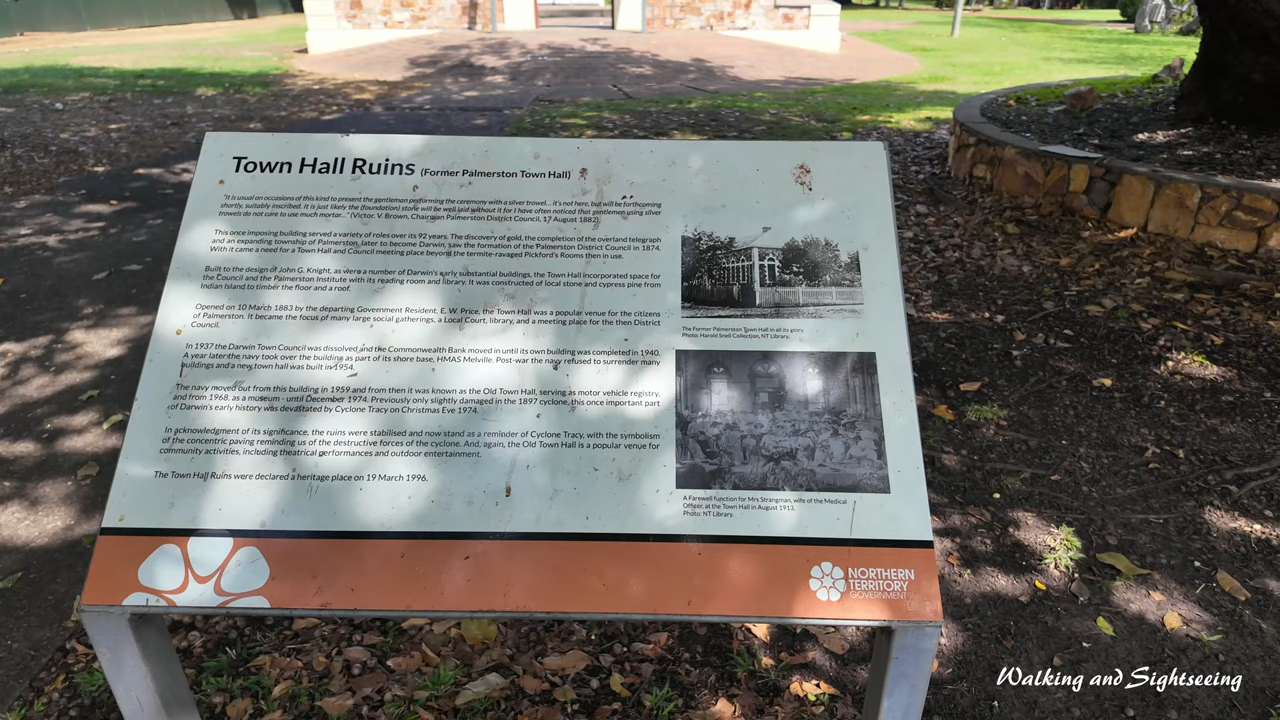 Town Hall Ruins (Former Palmerston Town Hall)
"It is usual on occasions of this kind to present the gentleman performing the ceremony with a silver trowel... it's not here, but will be forthcoming
shortly, suitably inscribed. It is just likely the (foundation) stone will be well laid without it for I have often noticed that gentlemen using silver
trowels do not care to use much mortar..." (Victor. V. Brown, Chairman Palmerston District Council, 17 August 1882).
This once imposing building served a variety of roles over its 92 years. The discovery of gold, the completion of the overland telegraph
and an expanding township of Palmerston, later to become Darwin, saw the formation of the Palmerston District Council in 1874.
With it came a need for a Town Hall and Council meeting place beyond the termite-ravaged Pickford's Rooms then in use.
Built to the design of John G. Knight, as were a number of Darwin's early substantial buildings, the Town Hall incorporated space for
the Council and the Palmerston Institute with its reading room and library. It was constructed of local stone and cypress pine from
Indian Island to timber the floor and a roof.
Opened on 10 March 1883 by the departing Government Resident, E. W. Price, the Town Hall was a popular venue for the citizens
of Palmerston. It became the focus of many large social gatherings, a Local Court, library, and a meeting place for the then District
Council.
In 1937 the Darwin Town Council was dissolved and the Commonwealth Bank moved in until its own building was completed in 1940.
A year later the navy took over the building as part of its shore base, HMAS Melville. Post-war the navy refused to surrender many
buildings and a new town hall was built in 1954.
The navy moved out from this building in 1959 and from then it was known as the Old Town Hall, serving as motor vehicle registry,
and from 1968, as a museum - until December 1974. Previously only slightly damaged in the 1897 cyclone, this once important part
of Darwin's early history was devastated by Cyclone Tracy on Christmas Eve 1974.
In acknowledgment of its significance, the ruins were stabilised and now stand as a reminder of Cyclone Tracy, with the symbolism
of the concentric paving reminding us of the destructive forces of the cyclone. And, again, the Old Town Hall is a popular venue for
community activities, including theatrical performances and outdoor entertainment.
The Town Hall Ruins were declared a heritage place on 19 March 1996.
The Former Palmerston Town Hall in all its glory
Photo: Harold Snell Collection, NT Library.
A Farewell function for Mrs Strangman, wife of the Medical
Officer, at the Town Hall in August 1913.
Photo: NT Library.
NORTHERN
TERRITORY
GOVERNMENT
Walking and Sightseeing